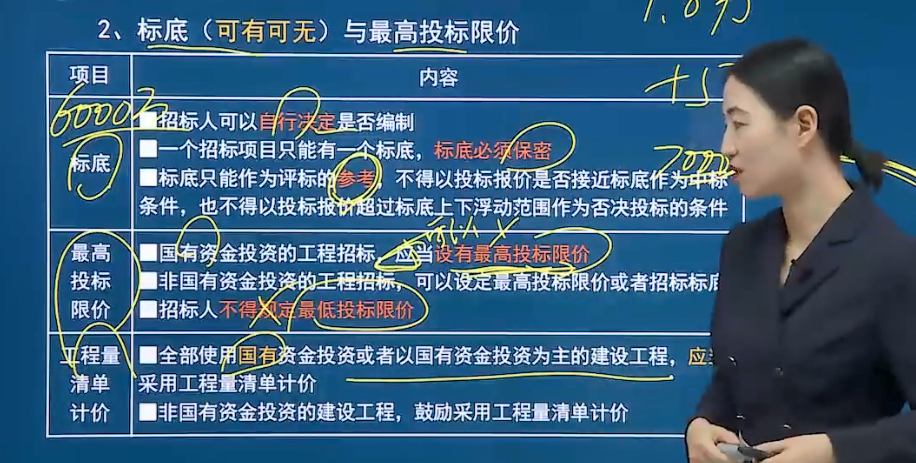 2、标底（可有可无）与最高投标限价
项目
内容
6000万
标底
■招标人可以自行决定是否编制
■一个招标项目只能有一个标底，标底必须保密
■标底只能作为评标的参考，不得以投标报价是否接近标底作为中标
条件，也不得以投标报价超过标底上下浮动范围作为否决投标的条件
最高
投标
限价
可以
■国有资金投资的工程招标，应当设有最高投标限价
■非国有资金投资的工程招标，可以设定最高投标限价或者招标标底
■招标人不得规定最低投标限价
工程量
清单
计价
■全部使用国有资金投资或者以国有资金投资为主的建设工程，应
采用工程量清单计价
■非国有资金投资的建设工程，鼓励采用工程量清单计价